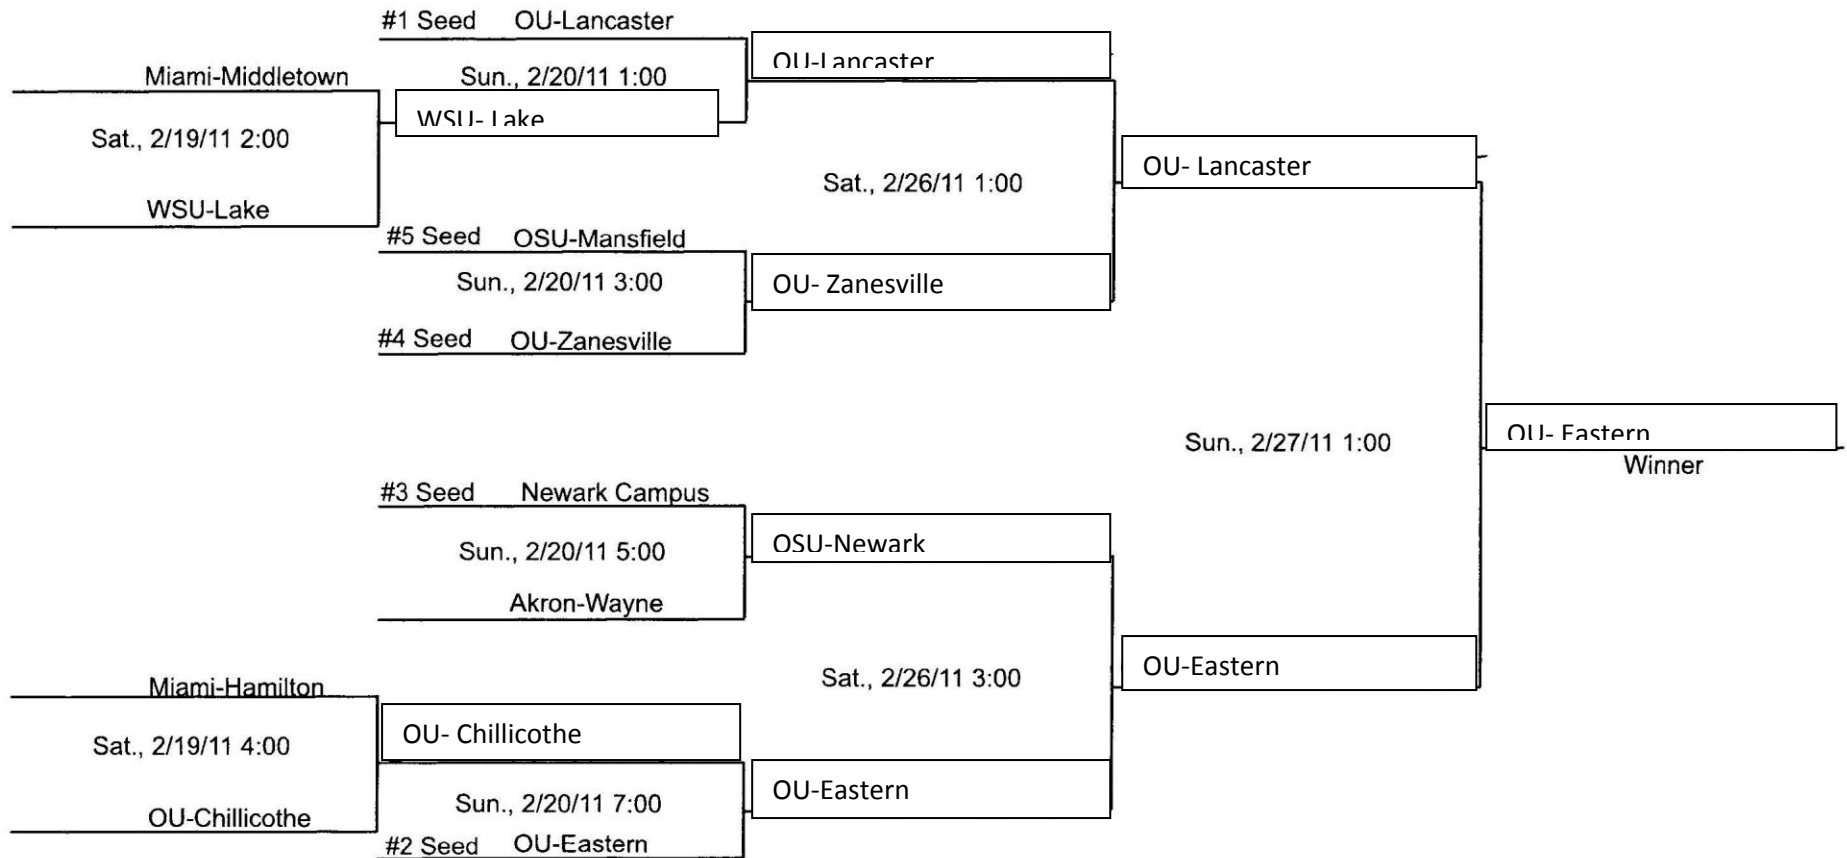 #1 Seed OU-Lancaster
OU-Lancaster
Miami-Middletown
Sun., 2/20/11 1:00
WSU- Lake
Sat., 2/19/11 2:00
OU- Lancaster
Sat., 2/26/11 1:00
WSU-Lake
#5 Seed OSU-Mansfield
Sun., 2/20/11 3:00
OU- Zanesville
#4 Seed OU-Zanesville
OU- Eastern
Sun., 2/27/11 1:00
Winner
#3 Seed Newark Campus
OSU-Newark
Sun., 2/20/11 5:00
Akron-Wayne
OU-Eastern
Sat., 2/26/11 3:00
Miami-Hamilton
OU- Chillicothe
Sat., 2/19/11 4:00
OU-Eastern
Sun., 2/20/11 7:00
OU-Chillicothe
#2 Seed OU-Eastern